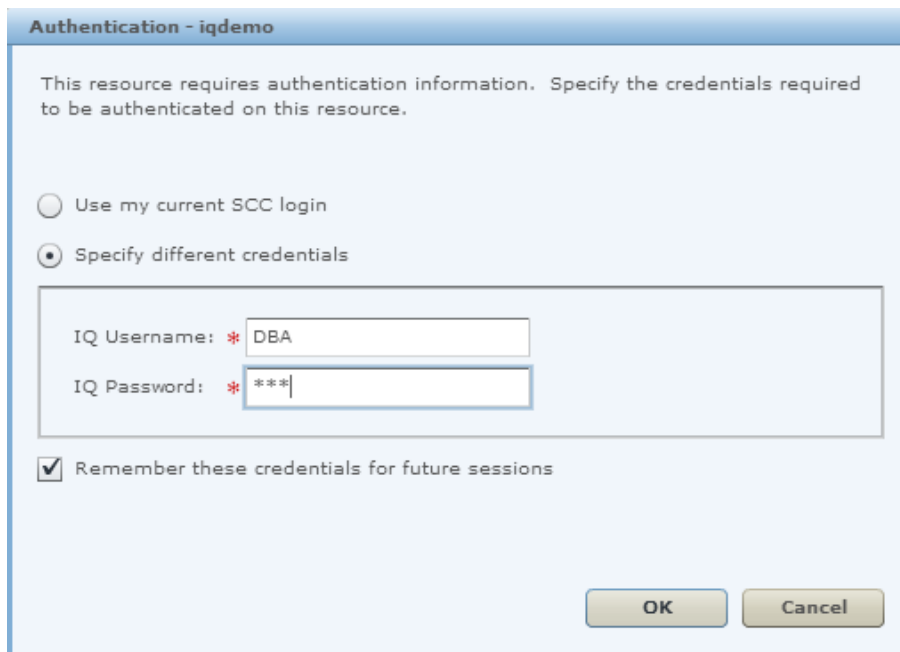 Authentication - iqdemo
This resource requires authentication information.  Specify the credentials required
to be authenticated on this resource.
Use my current SCC login
Specify different credentials
IQ Username: * DBA
IQ Password: * ***
Remember these credentials for future sessions
OK Cancel